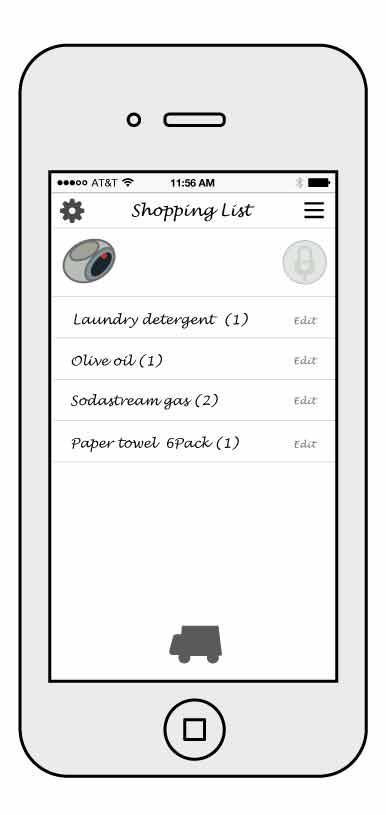 AT&T 11:56 AM
Shopping List
Laundry detergent (1) Edit
Olive oil (1) Edit
Sodastream gas (2) Edit
Paper towel 6Pack (1) Edit